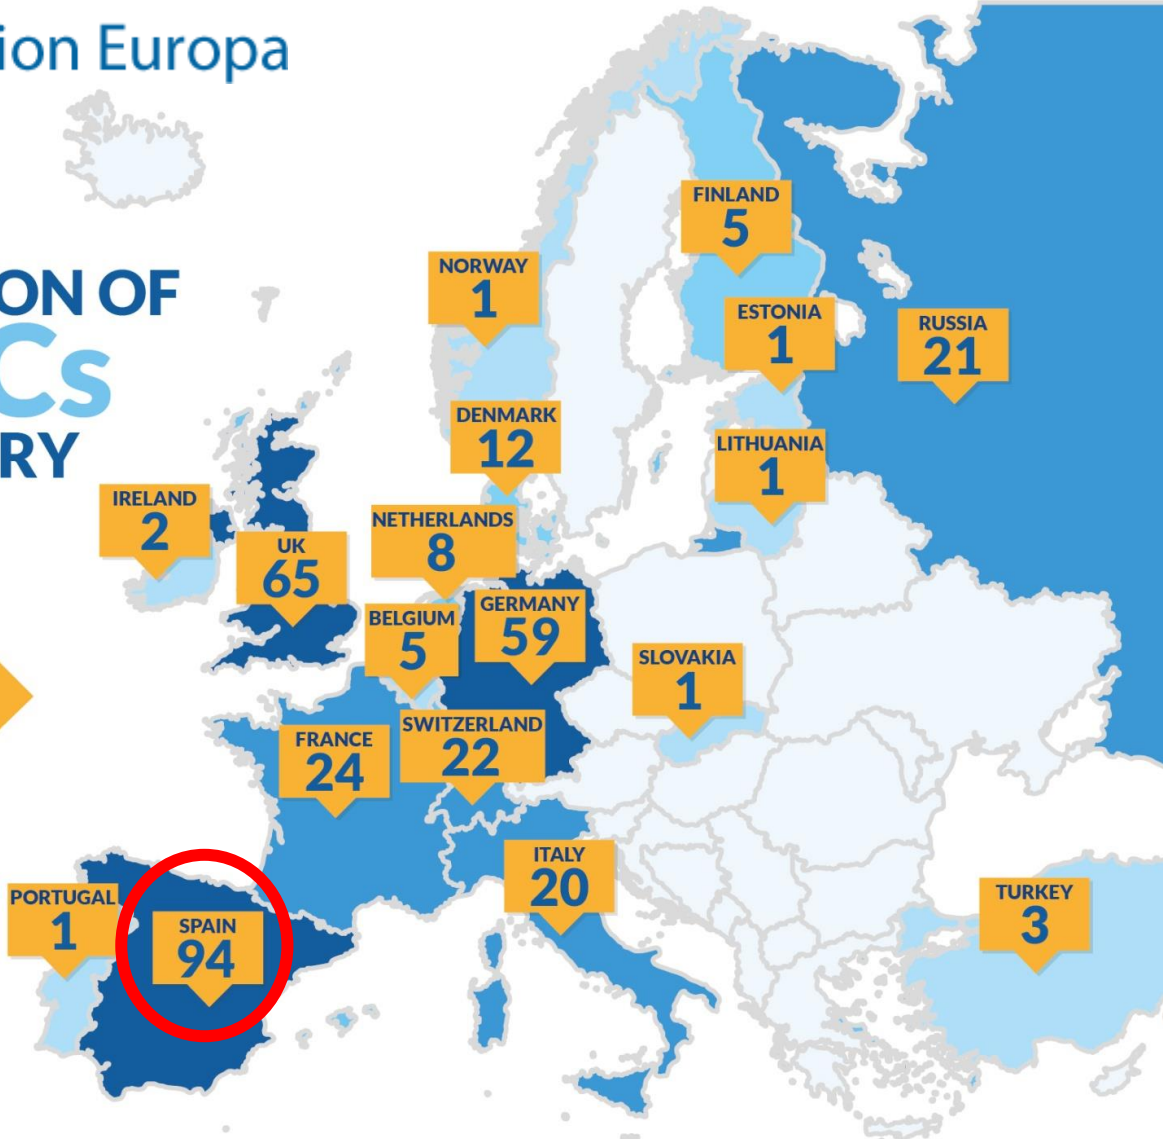 ion Europa
ON OF
Cs
RY
FINLAND
5
NORWAY
1
ESTONIA
1
RUSSIA
21
DENMARK
12
LITHUANIA
1
IRELAND
2
NETHERLANDS
8
UK
65
GERMANY
59
BELGIUM
5
SLOVAKIA
1
SWITZERLAND
22
FRANCE
24
ITALY
20
PORTUGAL
1
SPAIN
94
TURKEY
3